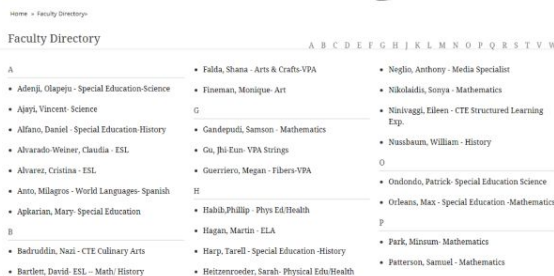 Home » Faculty Directory»
Faculty Directory
A B C D E F G H J K L M N O P Q R S T V W
A
Adenji, Olapeju - Special Education-Science
Ajayi, Vincent- Science
Alfano, Daniel - Special Education-History
Alvarado-Weiner, Claudia - ESL
Alvarez, Cristina - ESL
Anto, Milagros - World Languages- Spanish
Apkarian, Mary- Special Education
B
Badruddin, Nazi - CTE Culinary Arts
Bartlett, David- ESL -- Math/ History
Falda, Shana - Arts & Crafts-VPA
Fineman, Monique- Art
G
Gandepudi, Samson - Mathematics
Gu, Jhi-Eun- VPA Strings
Guerriero, Megan - Fibers-VPA
H
Habib,Phillip - Phys Ed/Health
Hagan, Martin - ELA
Harp, Tarell - Special Education -History
Heitzenroeder, Sarah- Physical Edu/Health
Neglio, Anthony - Media Specialist
Nikolaidis, Sonya - Mathematics
Ninivaggi, Eileen - CTE Structured Learning
Exp.
Nussbaum, William - History
O
Ondondo, Patrick- Special Education Science
Orleans, Max - Special Education -Mathematics
P
Park, Minsum- Mathematics
Patterson, Samuel - Mathematics